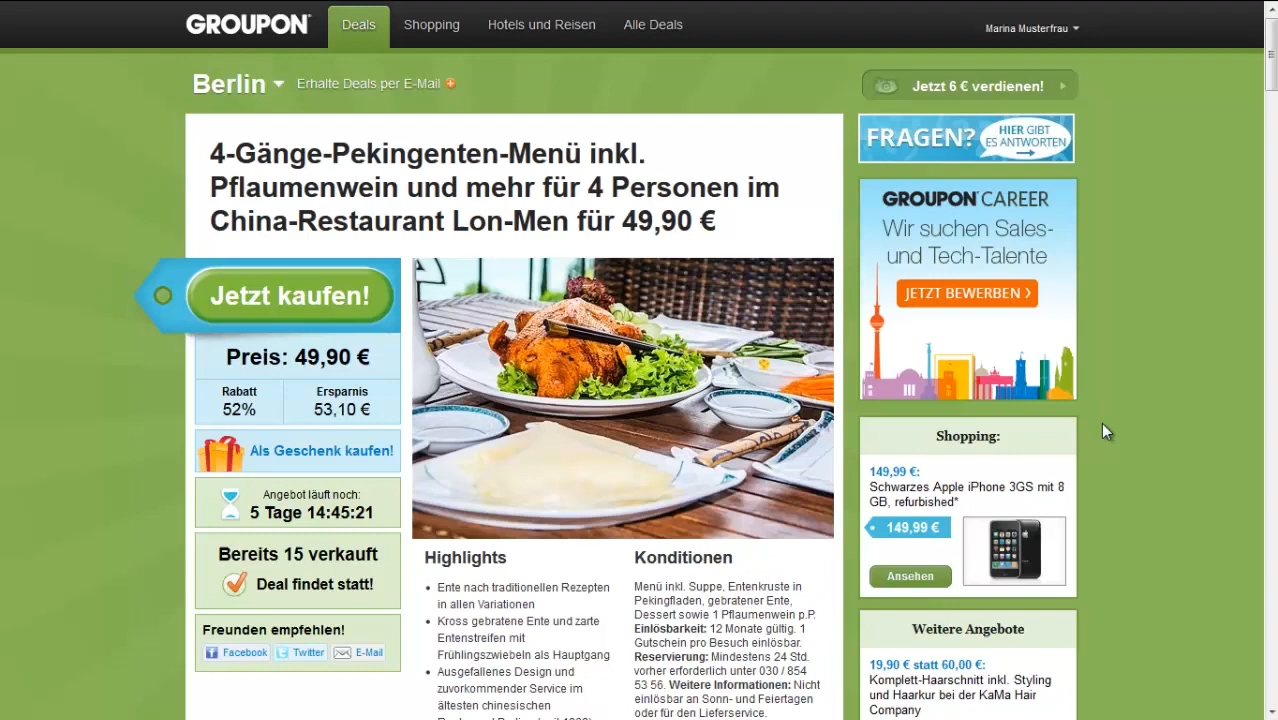 GROUPON
Deals
Shopping
Hotels und Reisen
Alle Deals
Marina Musterfrau
Berlin
Erhalte Deals per E-Mail
Jetzt 6 € verdienen!
4-Gänge-Pekingenten-Menü inkl.
Pflaumenwein und mehr für 4 Personen im
China-Restaurant Lon-Men für 49,90 €
Jetzt kaufen!
Preis: 49,90 €
Rabatt
52%
Ersparnis
53,10 €
Als Geschenk kaufen!
Angebot läuft noch:
5 Tage 14:45:21
Bereits 15 verkauft
Deal findet statt!
Freunden empfehlen!
Facebook
Twitter
E-Mail
Highlights
Ente nach traditionellen Rezepten
in allen Variationen
Kross gebratene Ente und zarte
Entenstreifen mit
Frühlingszwiebeln als Hauptgang
Ausgefallenes Design und
zuvorkommender Service im
ältesten chinesischen
Konditionen
Menü inkl. Suppe, Entenkruste in
Pekingfladen, gebratener Ente,
Dessert sowie 1 Pflaumenwein p.P.
Einlösbarkeit: 12 Monate gültig. 1
Gutschein pro Besuch einlösbar.
Reservierung: Mindestens 24 Std.
vorher erforderlich unter 030 / 854
53 56. Weitere Informationen: Nicht
einlösbar an Sonn- und Feiertagen
oder für den Lieferservice.
FRAGEN?
HIER GIBT
ES ANTWORTEN
GROUPON CAREER
Wir suchen Sales-
und Tech-Talente
JETZT BEWERBEN
Shopping:
149,99 €:
Schwarzes Apple iPhone 3GS mit 8
GB, refurbished*
149,99 €
Ansehen
Weitere Angebote
19,90 € statt 60,00 €:
Komplett-Haarschnitt inkl. Styling
und Haarkur bei der KaMa Hair
Company